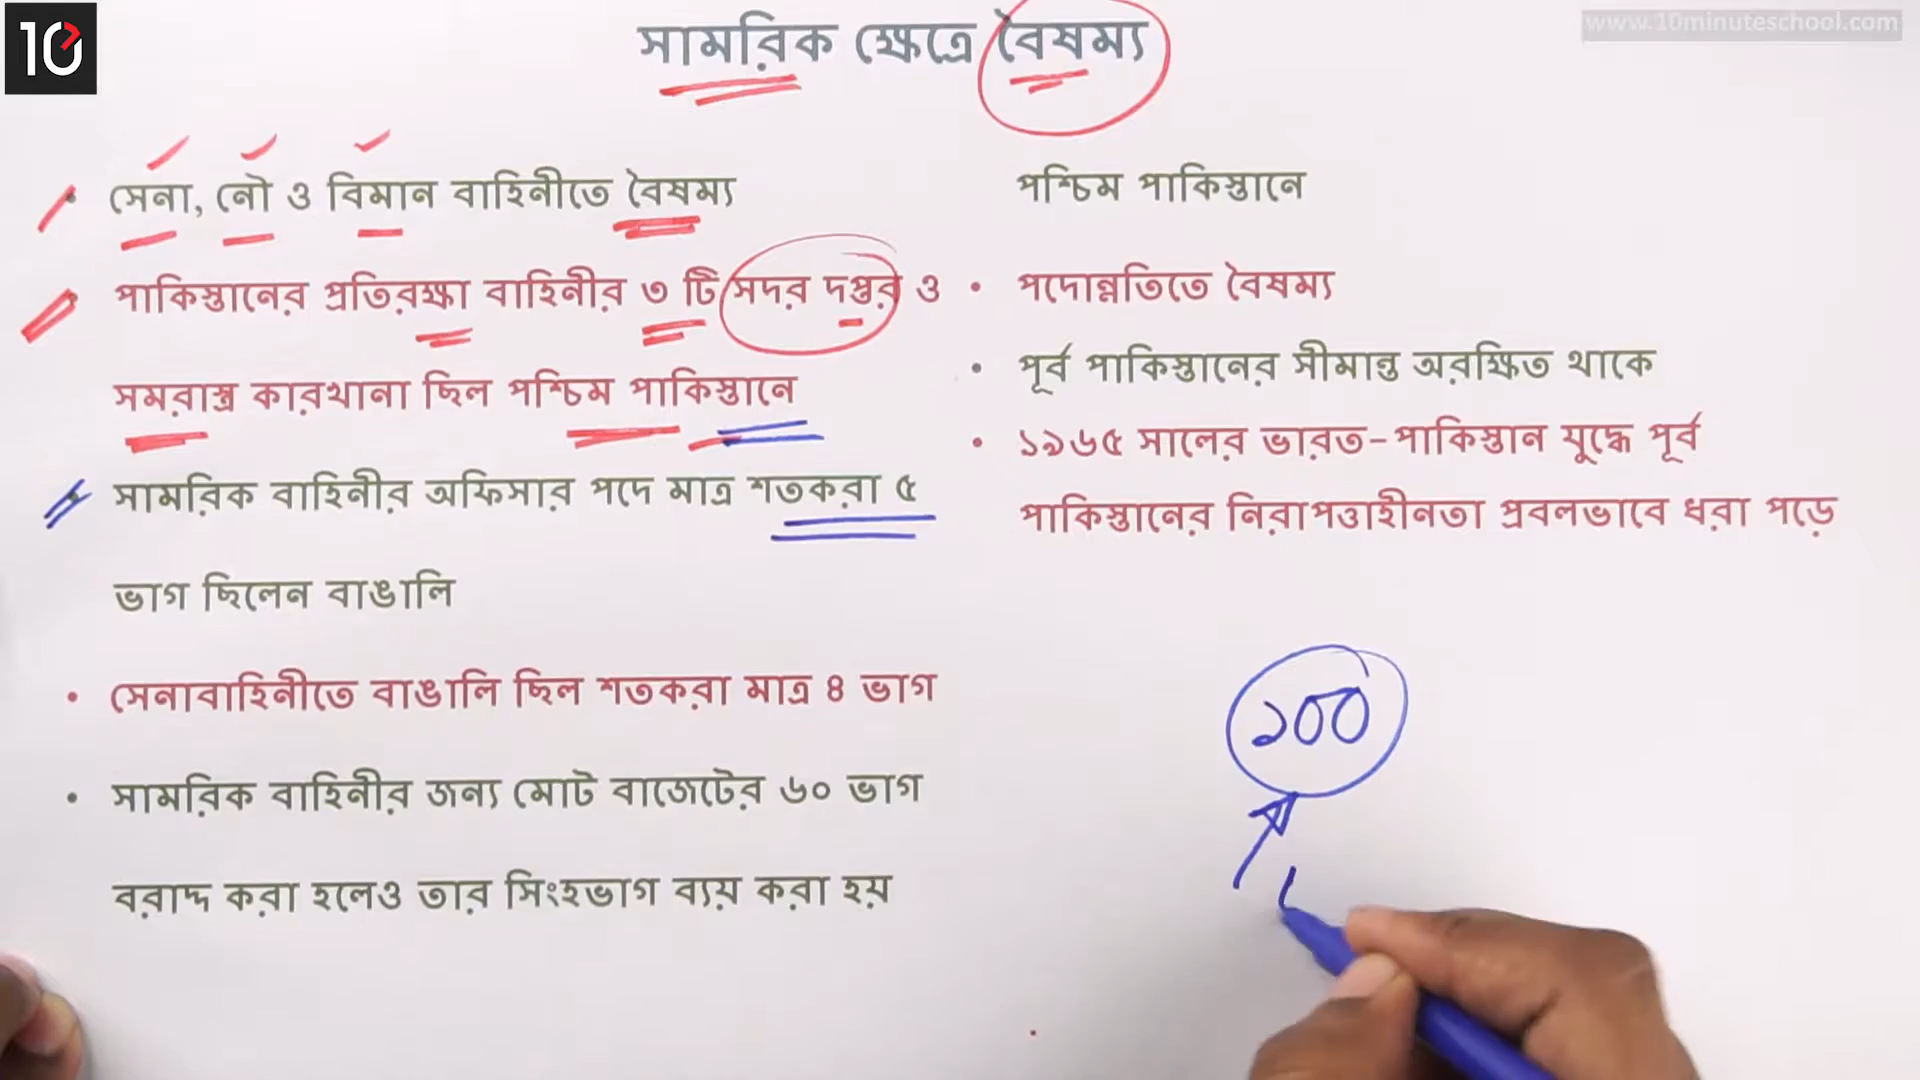 10
www.10minuteschool.com
সামরিক ক্ষেত্রে বৈষম্য
• সেনা, নৌ ও বিমান বাহিনীতে বৈষম্য
• পাকিস্তানের প্রতিরক্ষা বাহিনীর ৩ টি সদর দপ্তর ও
সমরাস্ত্র কারখানা ছিল পশ্চিম পাকিস্তানে
• সামরিক বাহিনীর অফিসার পদে মাত্র শতকরা ৫
ভাগ ছিলেন বাঙালি
• সেনাবাহিনীতে বাঙালি ছিল শতকরা মাত্র ৪ ভাগ
• সামরিক বাহিনীর জন্য মোট বাজেটের ৬০ ভাগ
বরাদ্দ করা হলেও তার সিংহভাগ ব্যয় করা হয়
পশ্চিম পাকিস্তানে
• পদোন্নতিতে বৈষম্য
• পূর্ব পাকিস্তানের সীমান্ত অরক্ষিত থাকে
• ১৯৬৫ সালের ভারত-পাকিস্তান যুদ্ধে পূর্ব
পাকিস্তানের নিরাপত্তাহীনতা প্রবলভাবে ধরা পড়ে
১০০